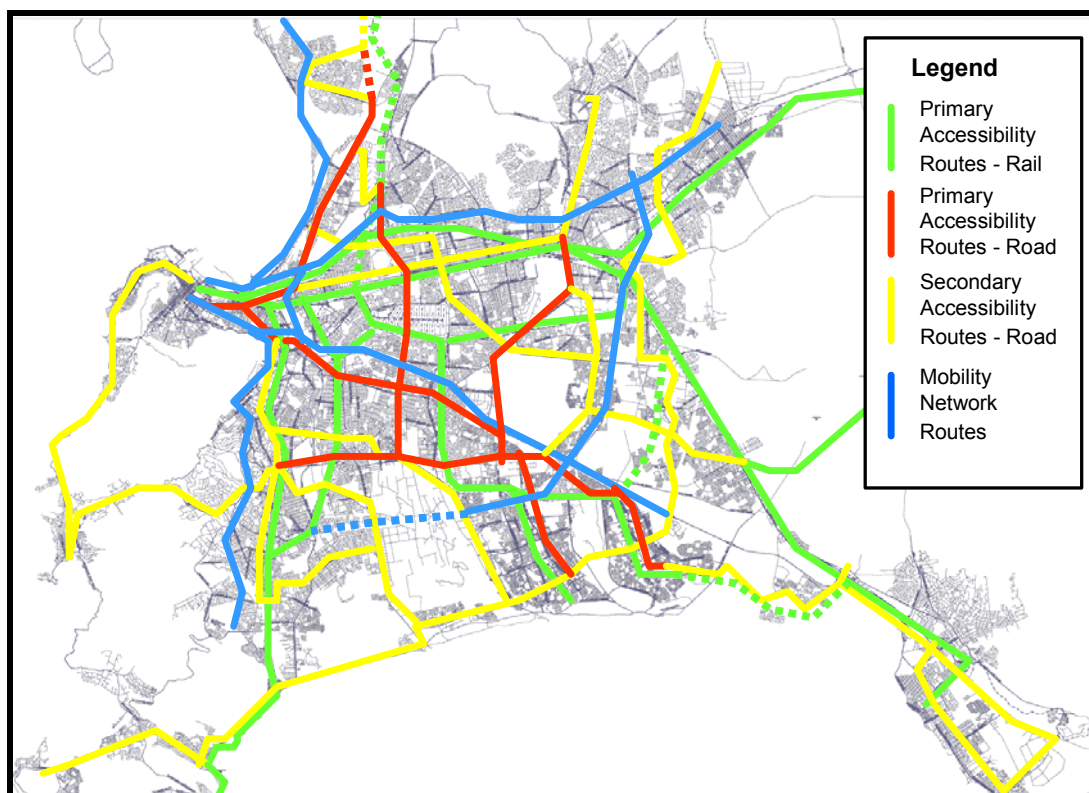 Legend
Primary
Accessibility
Routes - Rail
Primary
Accessibility
Routes - Road
Secondary
Accessibility
Routes - Road
Mobility
Network
Routes